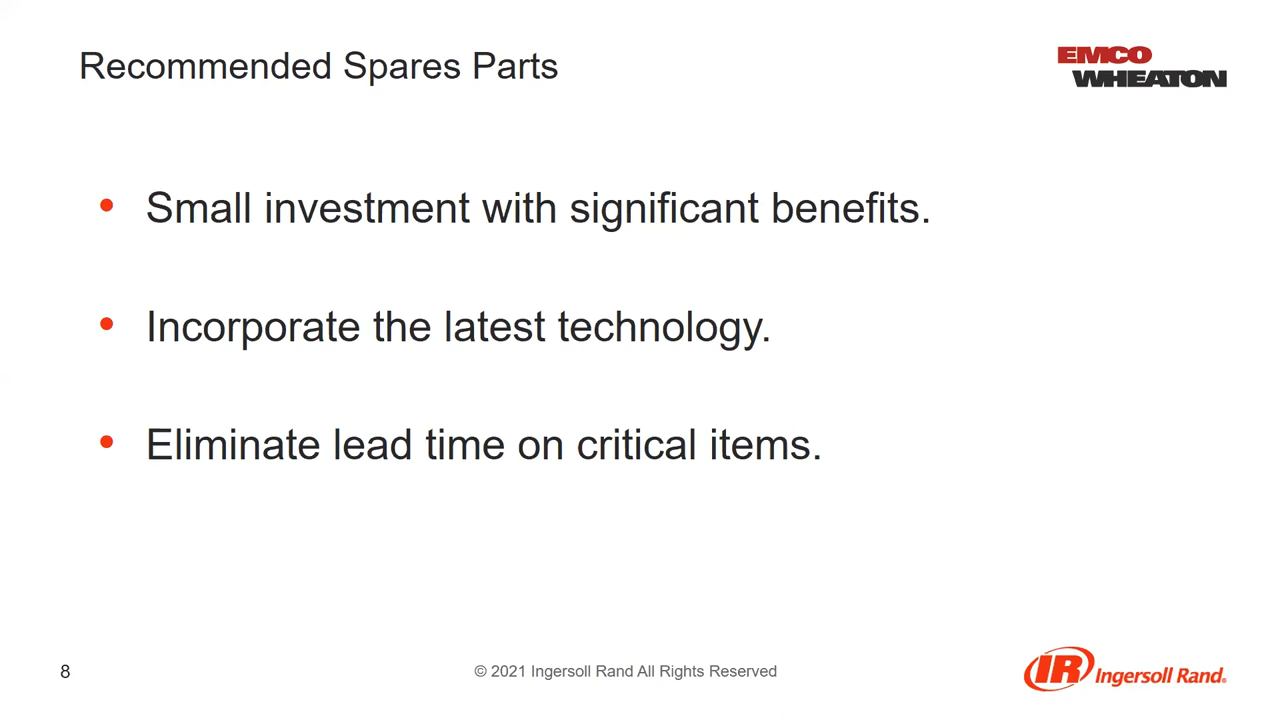 Recommended Spares Parts
EMCO
WHEATON
• Small investment with significant benefits.
• Incorporate the latest technology.
• Eliminate lead time on critical items.
8
© 2021 Ingersoll Rand All Rights Reserved
IR Ingersoll Rand®